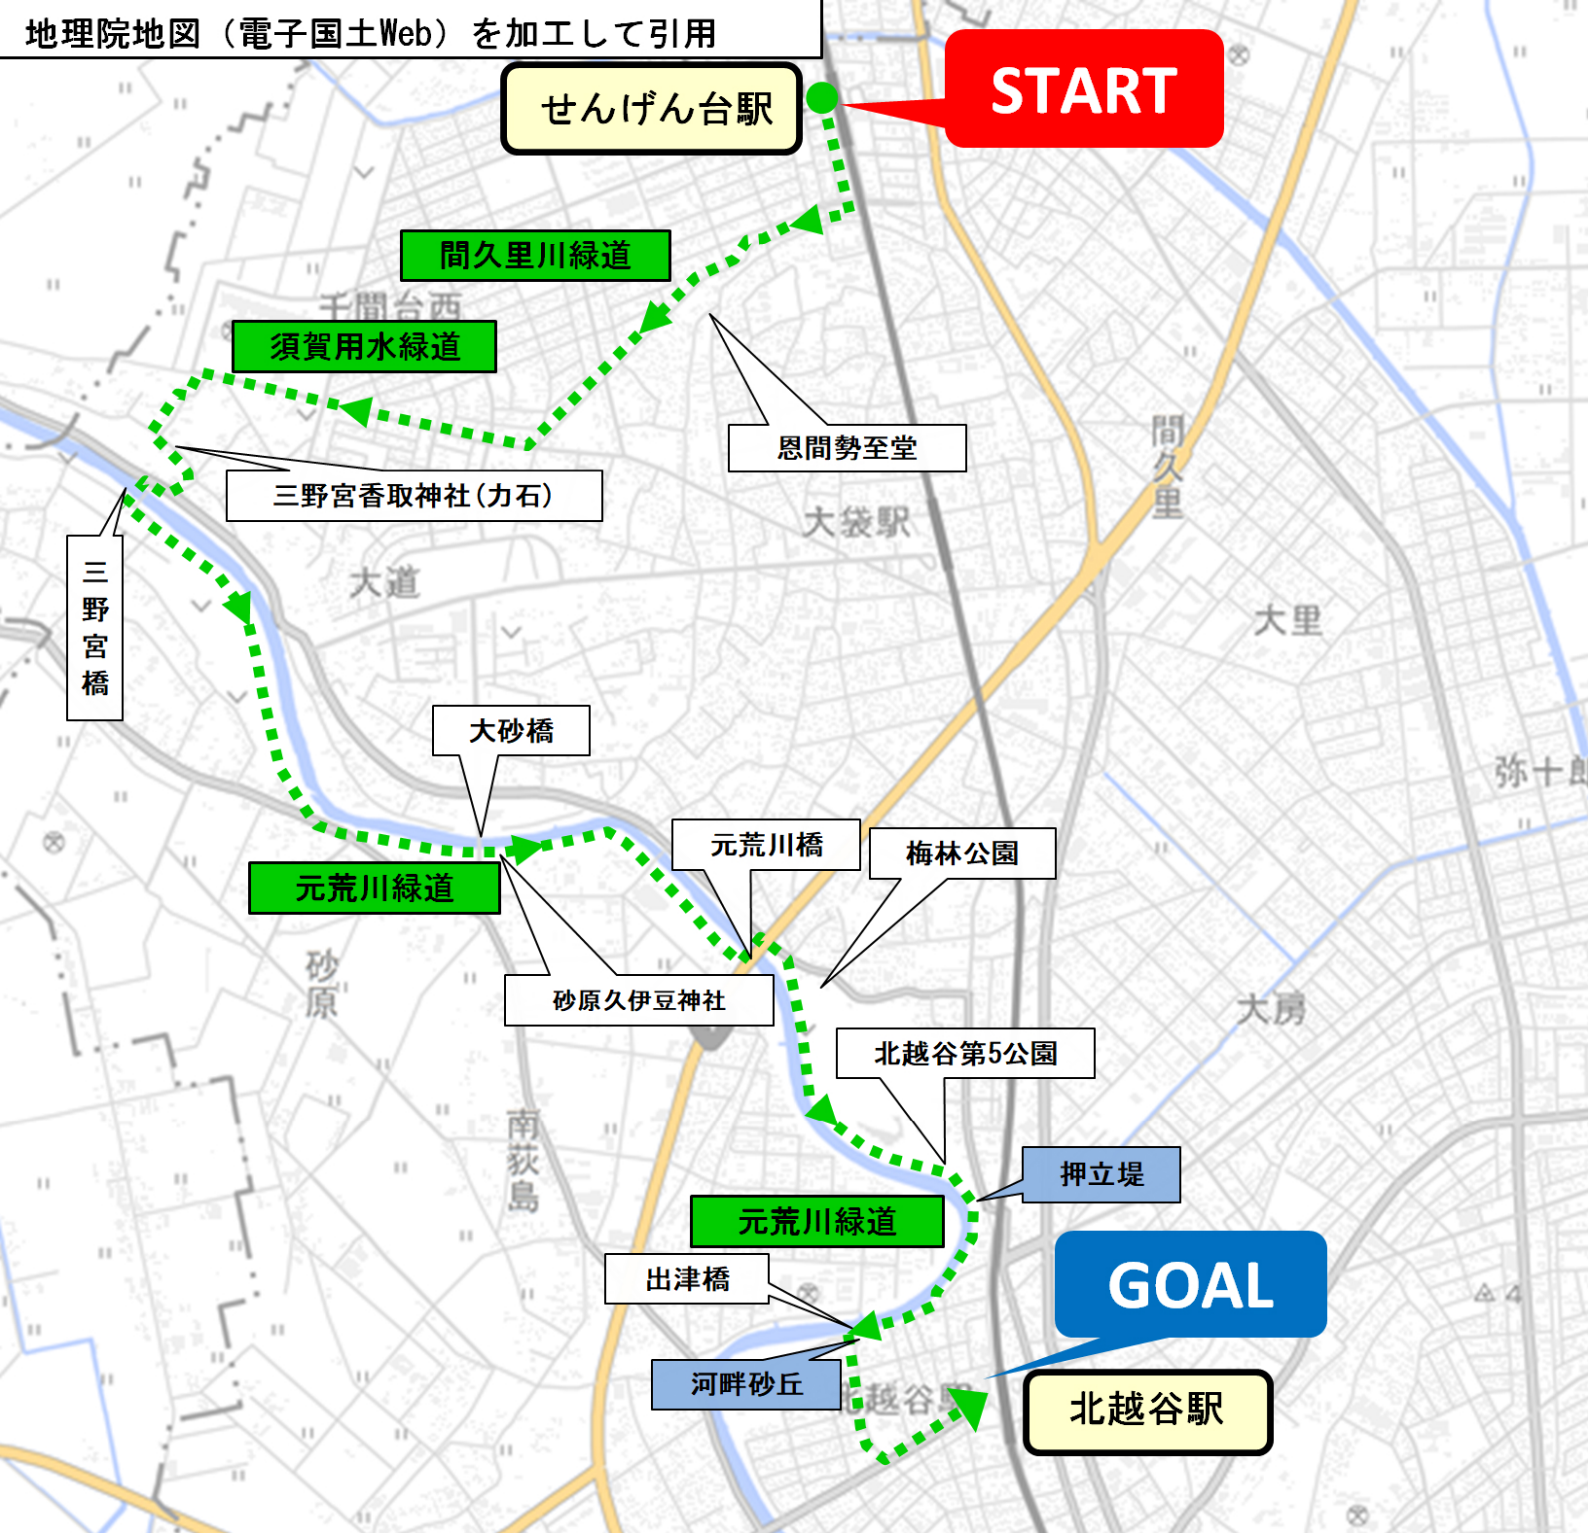 地理院地図（電子国土Web）を加工して引用
せんげん台駅
START
間久里川緑道
千間台西
須賀用水緑道
恩間勢至堂
間久里
三野宮香取神社(力石)
大袋駅
三野宮橋
大道
大里
大砂橋
弥十郎
元荒川橋
梅林公園
元荒川緑道
砂原
砂原久伊豆神社
大房
北越谷第5公園
南荻島
押立堤
元荒川緑道
出津橋
GOAL
4
河畔砂丘
北越谷駅
北越谷駅